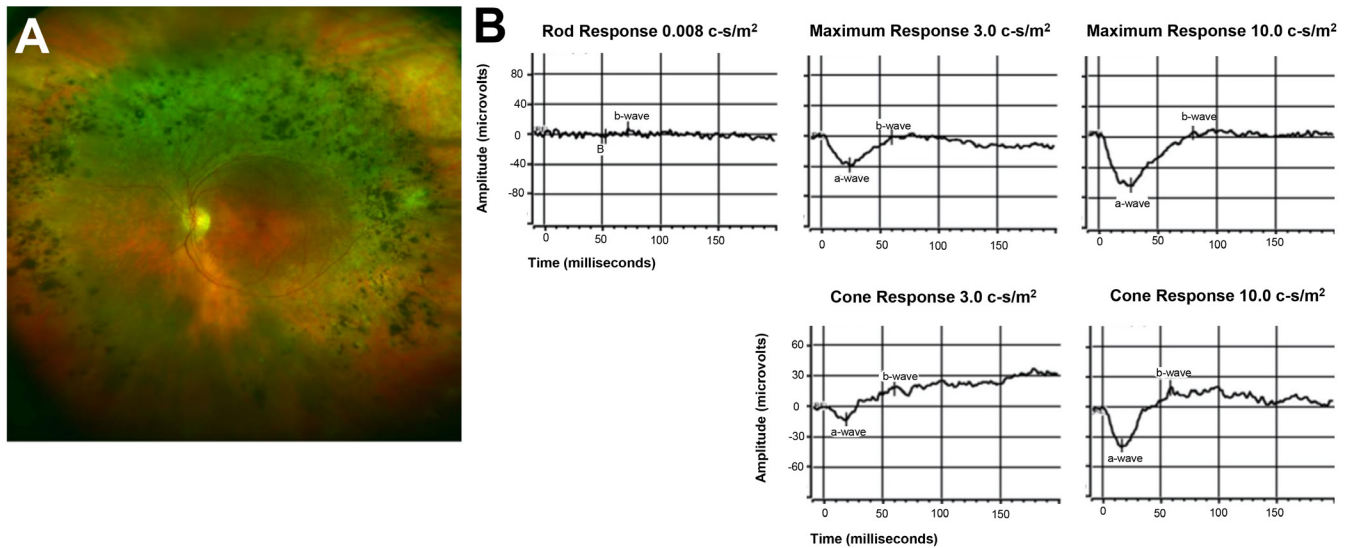 A
B
Rod Response 0.008 c-s/m²
80
40
0
-40
-80
b-wave
B
0
50
100
150
Amplitude (microvolts)
Time (milliseconds)
Maximum Response 3.0 c-s/m²
b-wave
a-wave
0
50
100
150
Maximum Response 10.0 c-s/m²
b-wave
a-wave
0
50
100
150
Cone Response 3.0 c-s/m²
60
30
0
-30
-60
b-wave
a-wave
0
50
100
150
Amplitude (microvolts)
Time (milliseconds)
Cone Response 10.0 c-s/m²
b-wave
a-wave
0
50
100
150